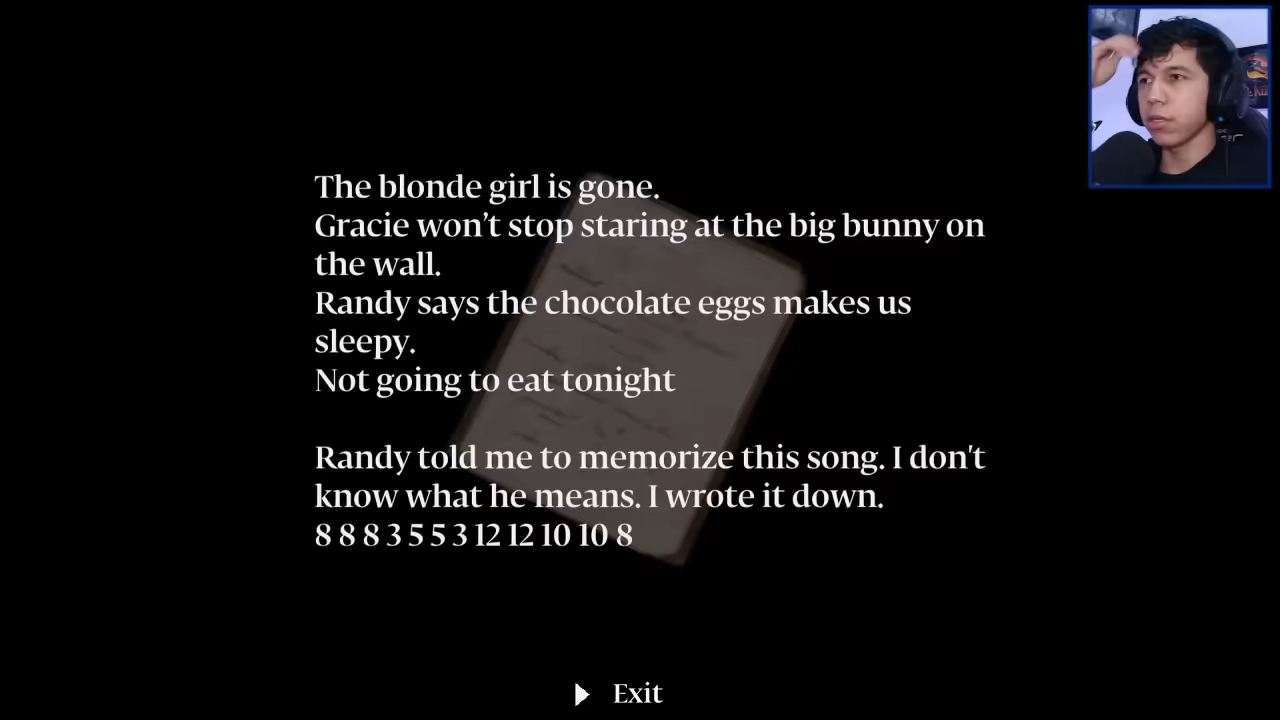 The blonde girl is gone.
Gracie won’t stop staring at the big bunny on
the wall.
Randy says the chocolate eggs makes us
sleepy.
Not going to eat tonight
Randy told me to memorize this song. I don't
know what he means. I wrote it down.
8 8 8 3 5 5 3 12 12 10 10 8
Exit